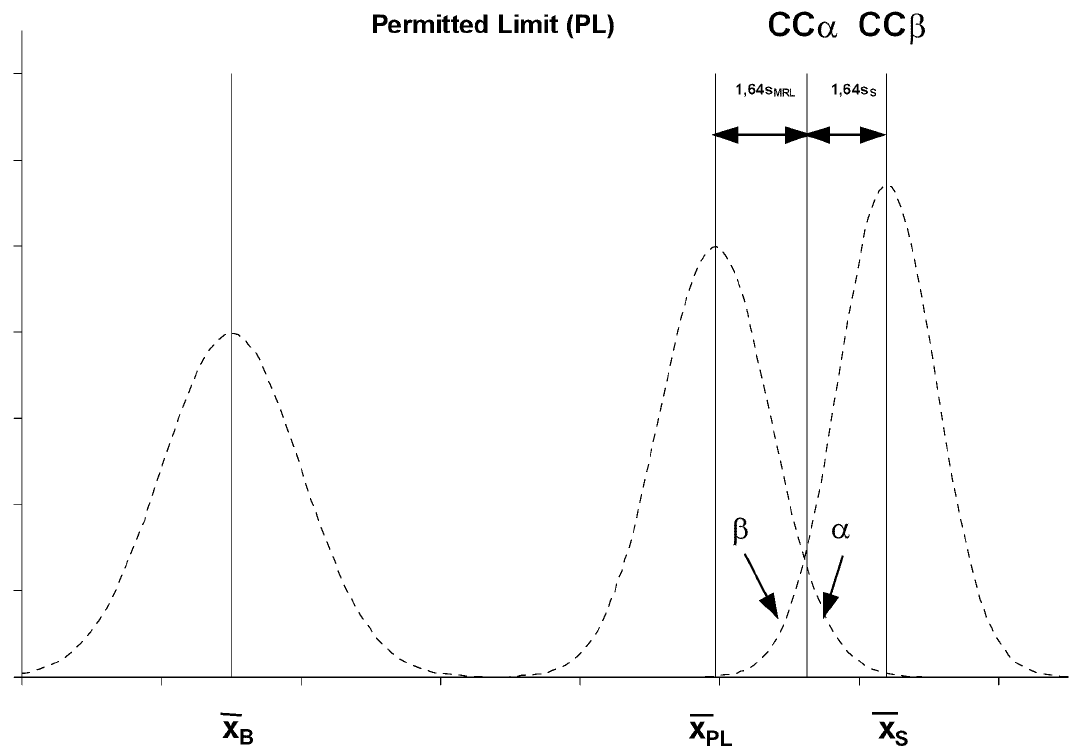 Permitted Limit (PL) CCα CCβ
1,64sMRL 1,64sS
β α
x̅B x̅PL x̅S